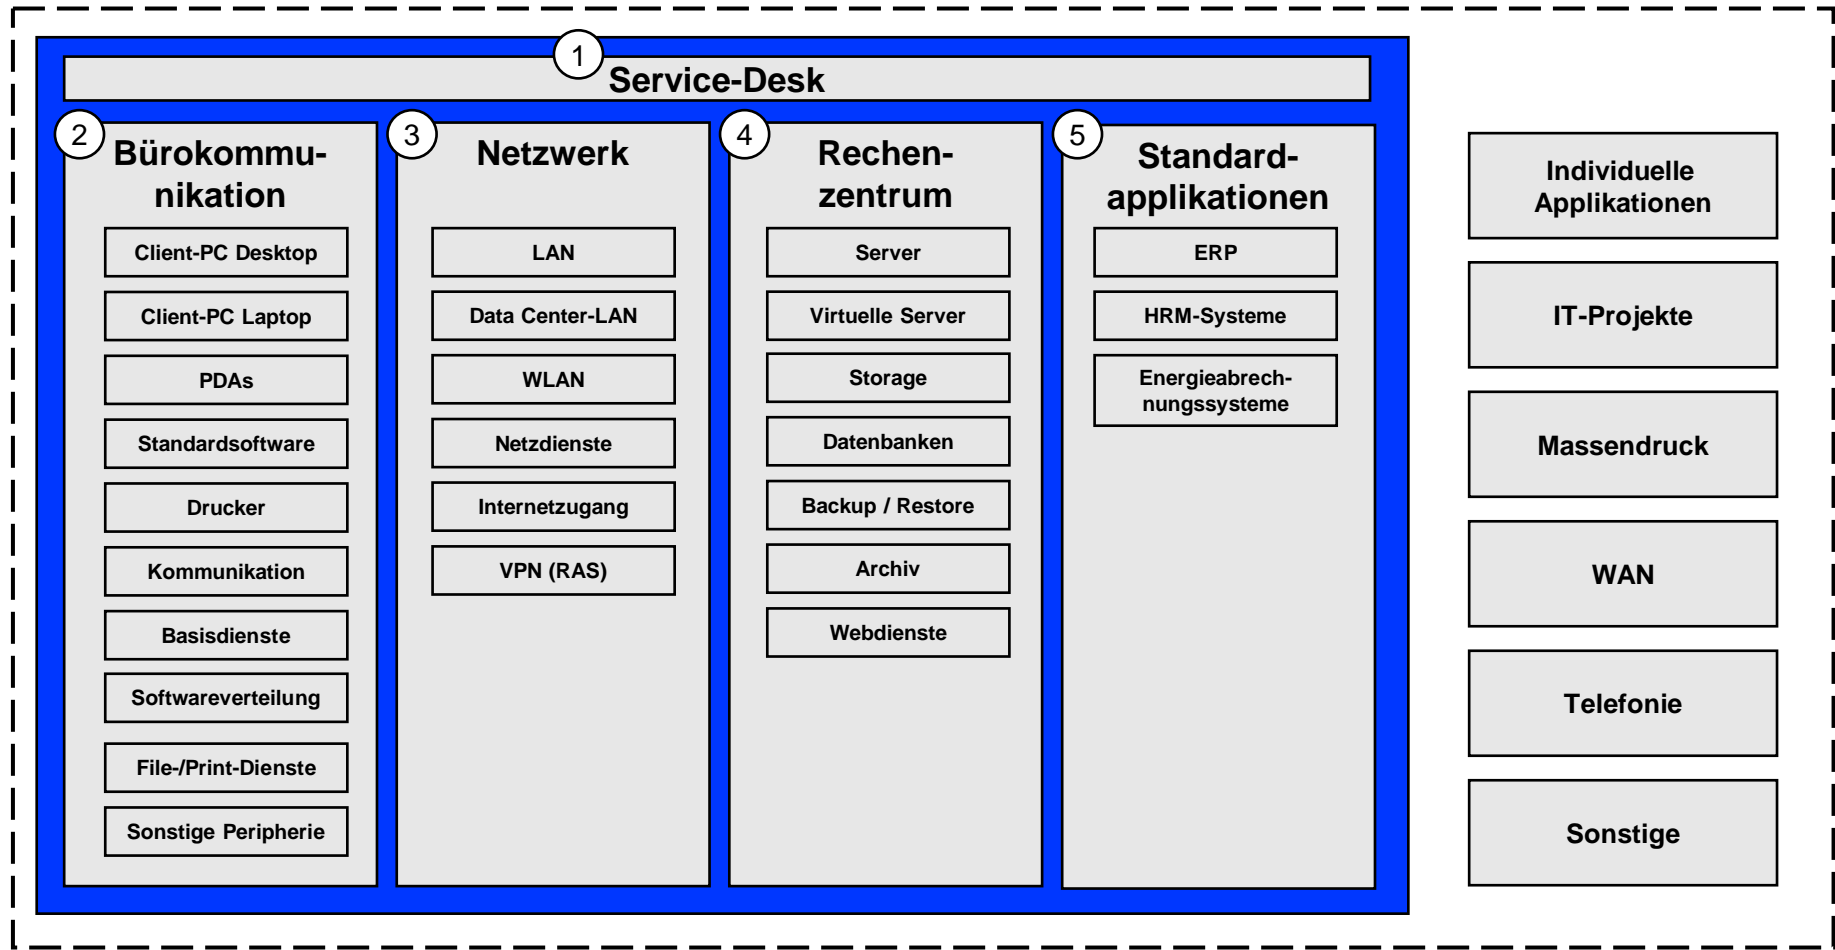 1
Service-Desk
2
Bürokommu-
nikation
Client-PC Desktop
Client-PC Laptop
PDAs
Standardsoftware
Drucker
Kommunikation
Basisdienste
Softwareverteilung
File-/Print-Dienste
Sonstige Peripherie
3
Netzwerk
LAN
Data Center-LAN
WLAN
Netzdienste
Internetzugang
VPN (RAS)
4
Rechen-
zentrum
Server
Virtuelle Server
Storage
Datenbanken
Backup / Restore
Archiv
Webdienste
5
Standard-
applikationen
ERP
HRM-Systeme
Energieabrech-
nungssysteme
Individuelle
Applikationen
IT-Projekte
Massendruck
WAN
Telefonie
Sonstige